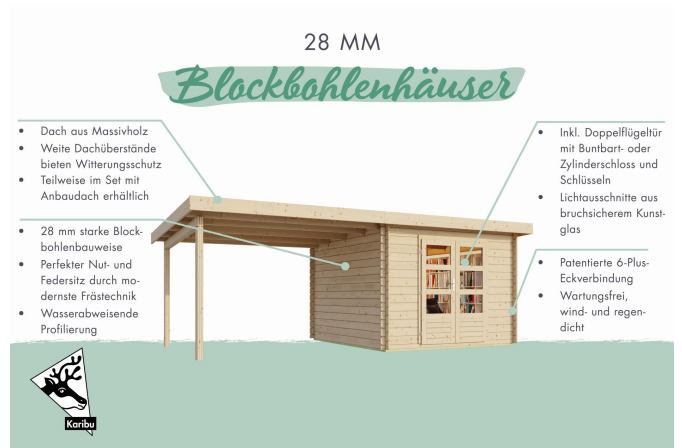 28 MM
Blockbohlenhäuser
• Dach aus Massivholz
• Weite Dachüberstände
bieten Witterungsschutz
• Teilweise im Set mit
Anbaudach erhältlich
• 28 mm starke Block-
bohlenbauweise
• Perfekter Nut- und
Federsitz durch mo-
dernste Frästechnik
• Wasserabweisende
Profilierung
• Inkl. Doppelflügeltür
mit Buntbart- oder
Zylinderschloss und
Schlüsseln
• Lichtausschnitte aus
bruchsicherem Kunst-
glas
• Patentierte 6-Plus-
Eckverbindung
• Wartungsfrei,
wind- und regen-
dicht
Karibu